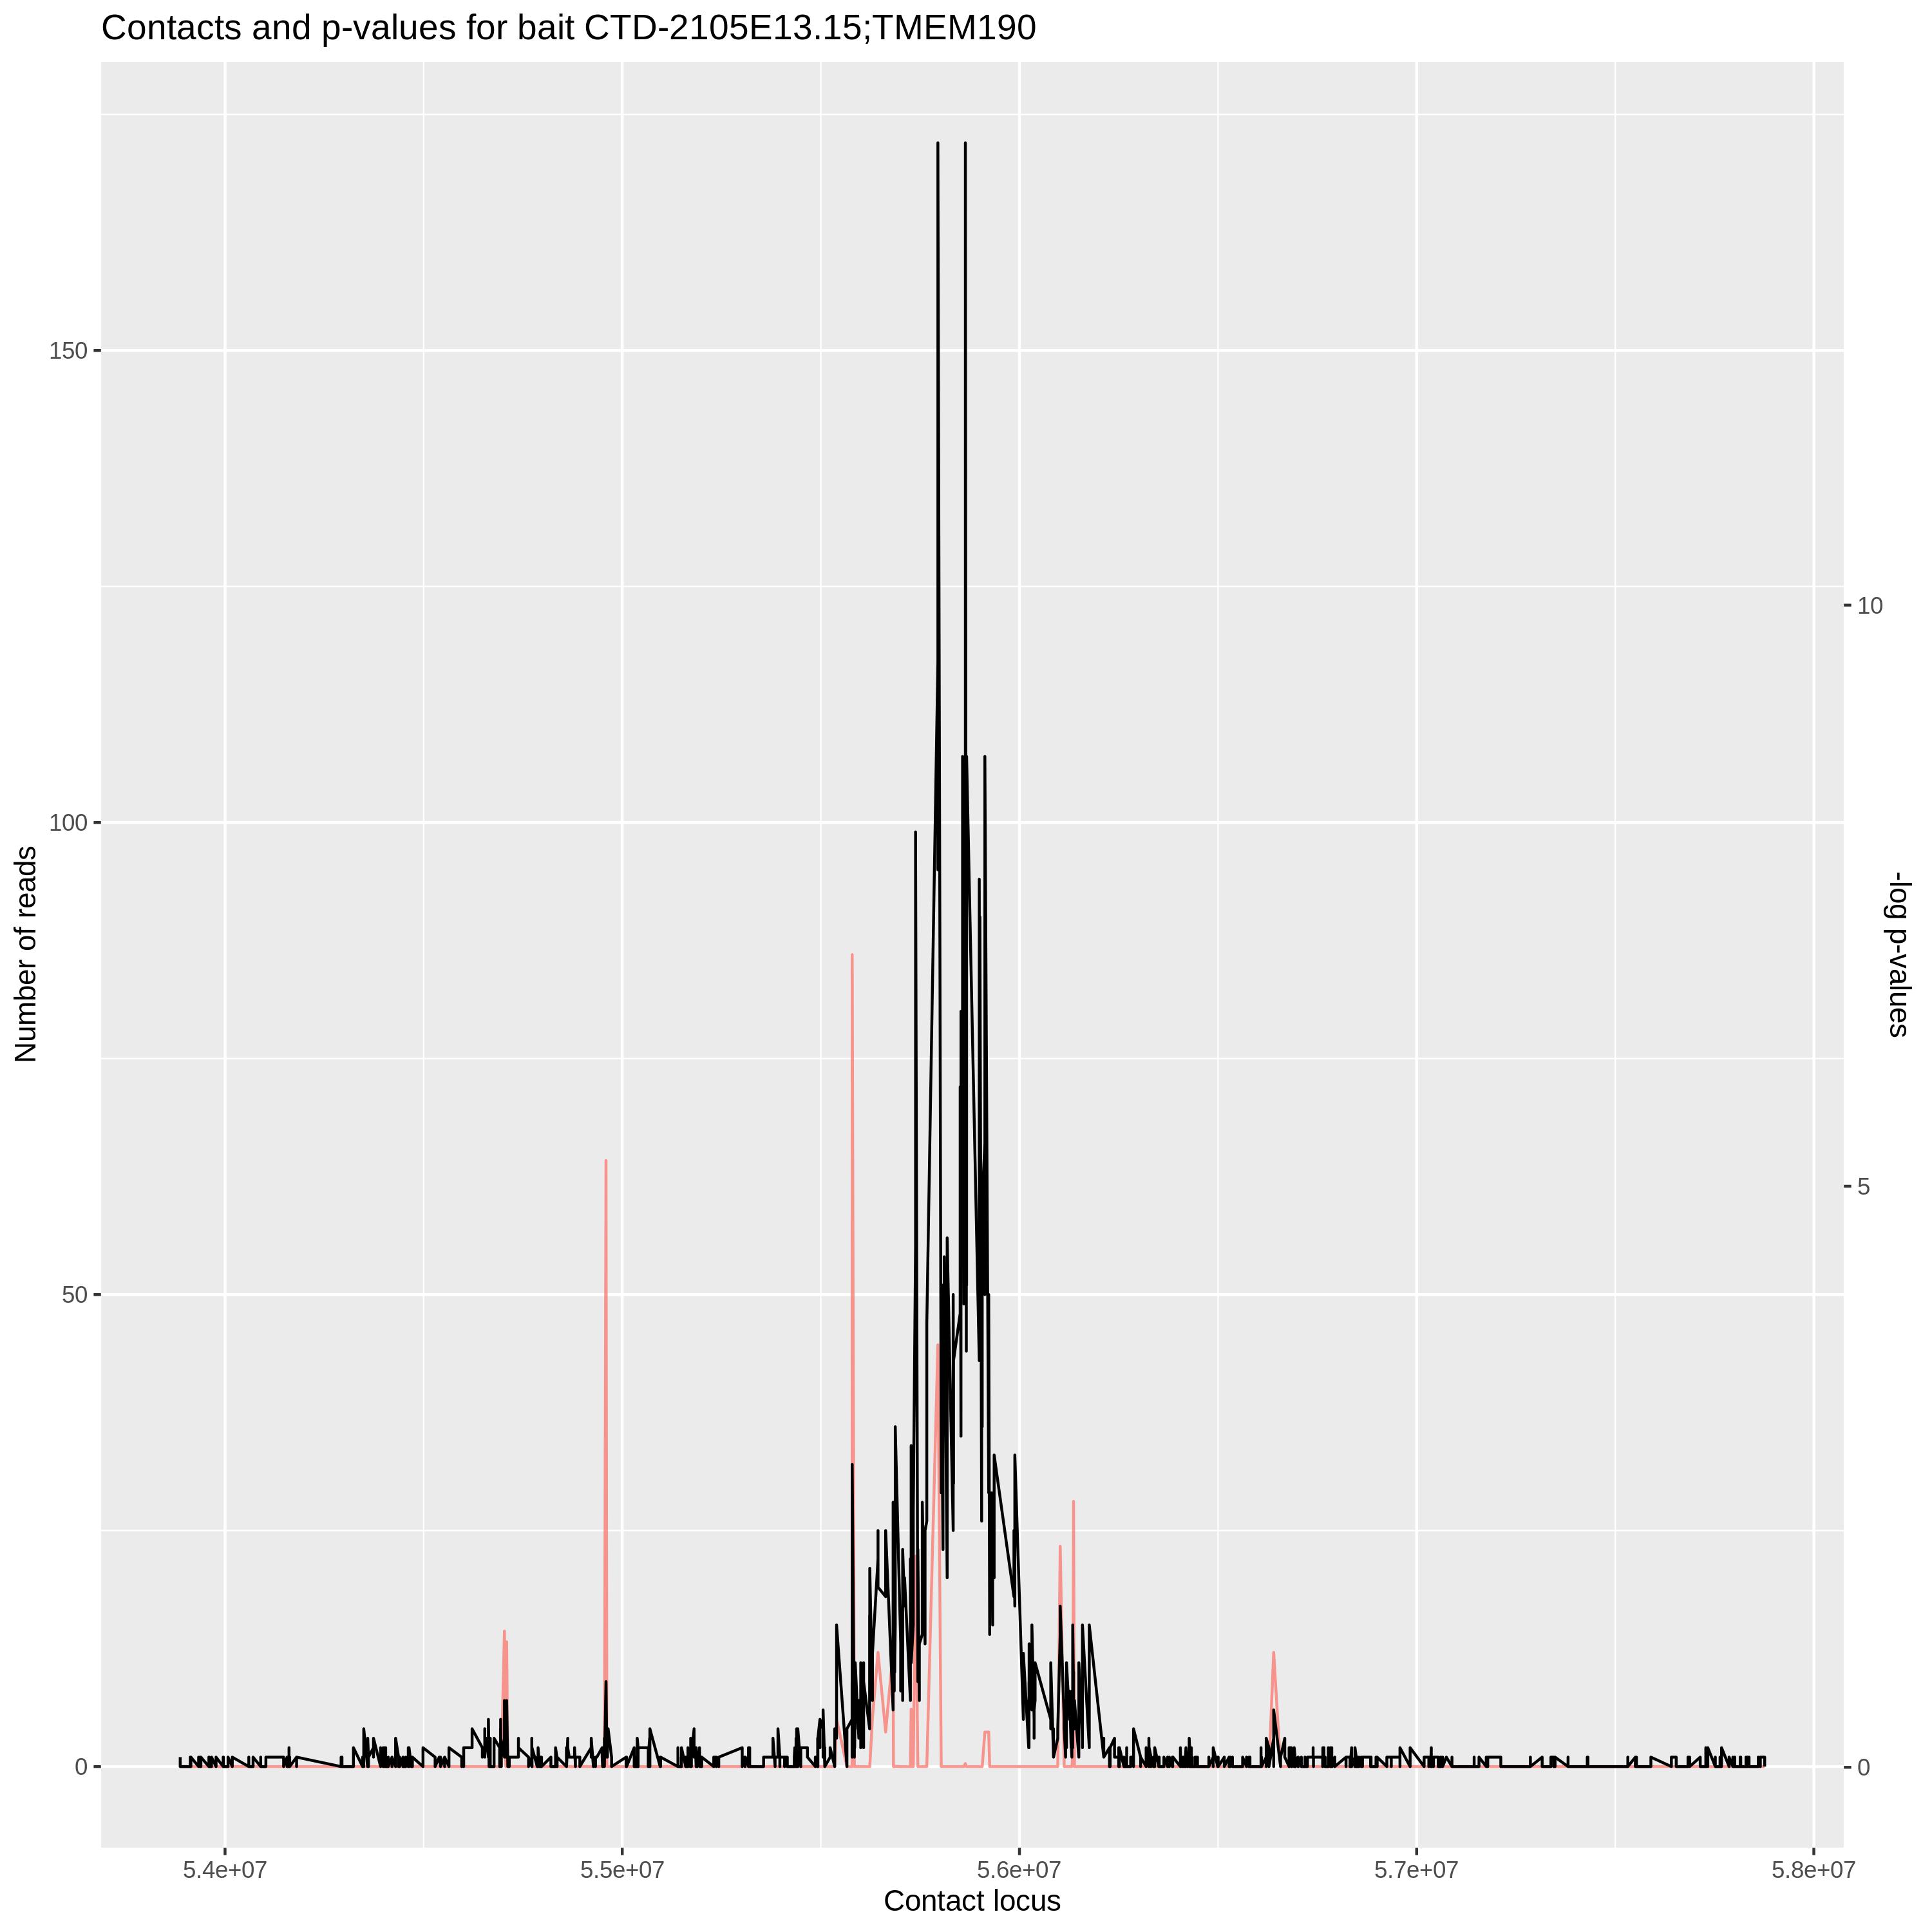 Contacts and p-values for bait CTD-2105E13.15;TMEM190
150
100
50
0
Number of reads
10
5
0
-log p-values
5.4e+07
5.5e+07
5.6e+07
5.7e+07
5.8e+07
Contact locus